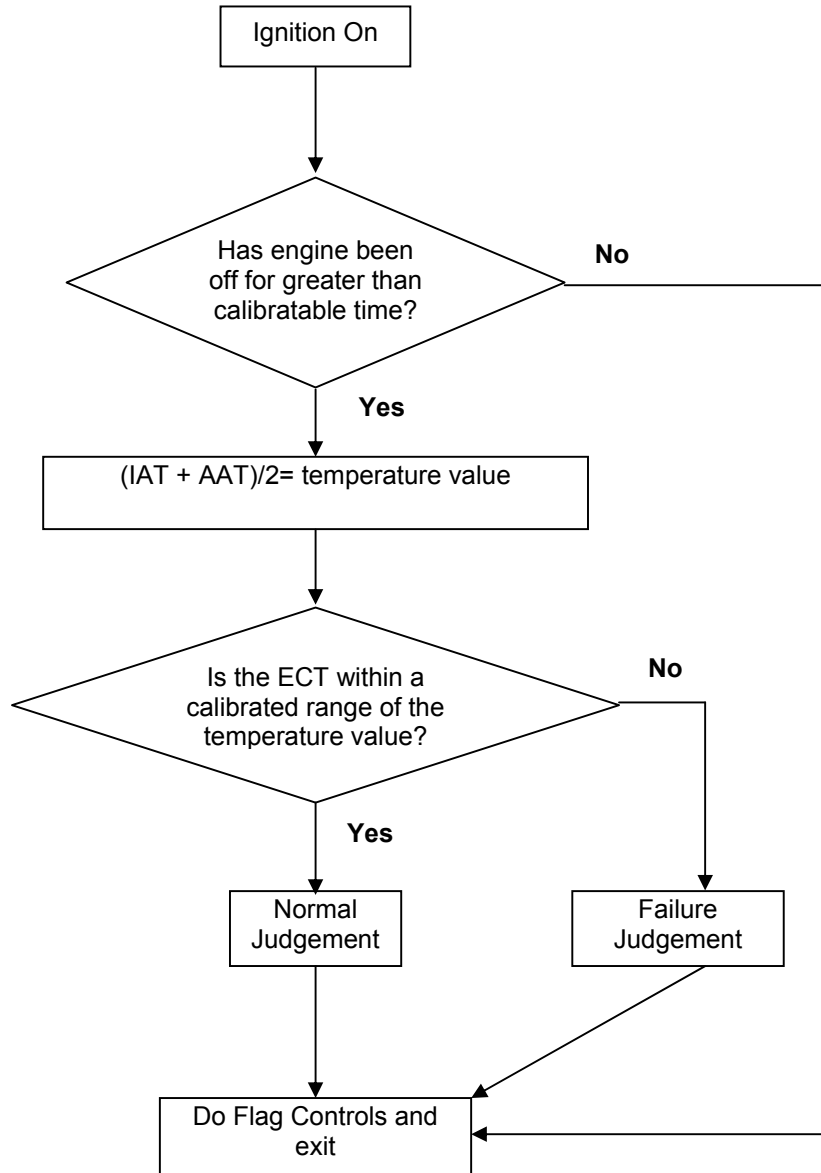 Ignition On
Has engine been
off for greater than
calibratable time?
No
Yes
(IAT + AAT)/2= temperature value
Is the ECT within a
calibrated range of the
temperature value?
No
Yes
Normal
Judgement
Failure
Judgement
Do Flag Controls and
exit